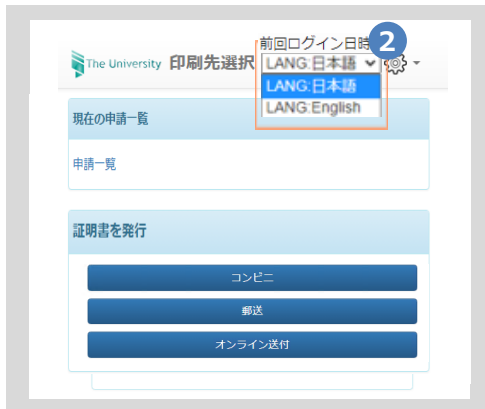 前回ログイン日時
2
The University 印刷先選択 LANG:日本語
LANG:日本語
LANG:English
現在の申請一覧
申請一覧
証明書を発行
コンビニ
郵送
オンライン送付